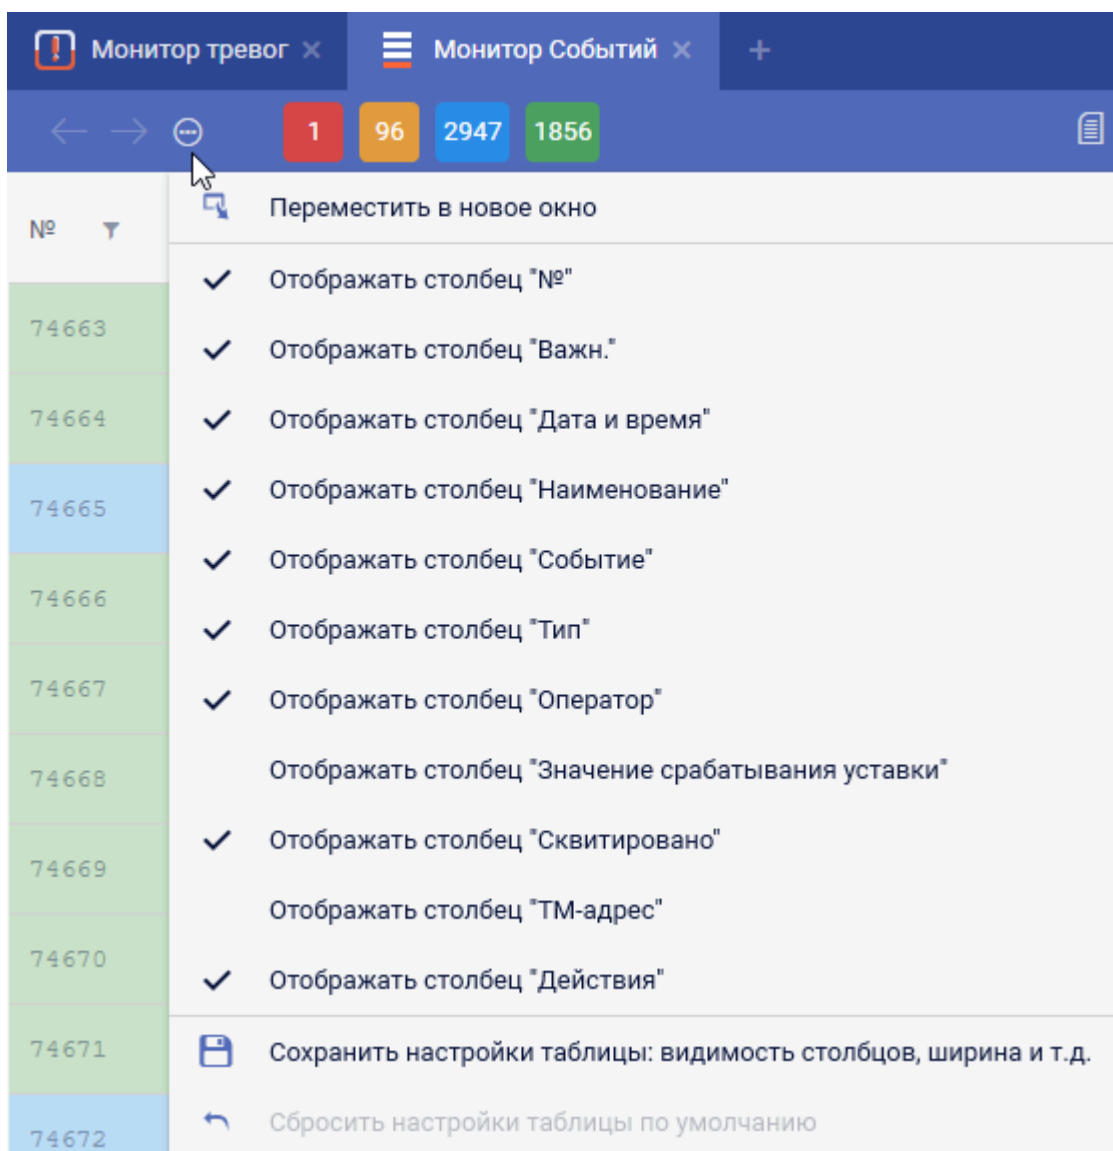 Монитор тревог
Монитор Событий
1 96 2947 1856
Переместить в новое окно
№
Отображать столбец "№"
74663
Отображать столбец "Важн."
74664
Отображать столбец "Дата и время"
74665
Отображать столбец "Наименование"
Отображать столбец "Событие"
74666
Отображать столбец "Тип"
74667
Отображать столбец "Оператор"
74668
Отображать столбец "Значение срабатывания уставки"
74669
Отображать столбец "Сквитировано"
Отображать столбец "ТМ-адрес"
74670
Отображать столбец "Действия"
74671
Сохранить настройки таблицы: видимость столбцов, ширина и т.д.
74672
Сбросить настройки таблицы по умолчанию